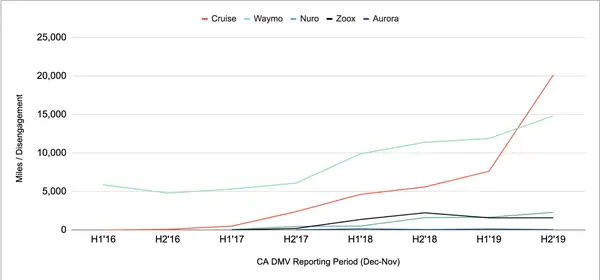 Cruise Waymo Nuro Zoox Aurora
25,000
20,000
15,000
10,000
5,000
0
Miles / Disengagement
H1'16 H2'16 H1'17 H2'17 H1'18 H2'18 H1'19 H2'19
CA DMV Reporting Period (Dec-Nov)